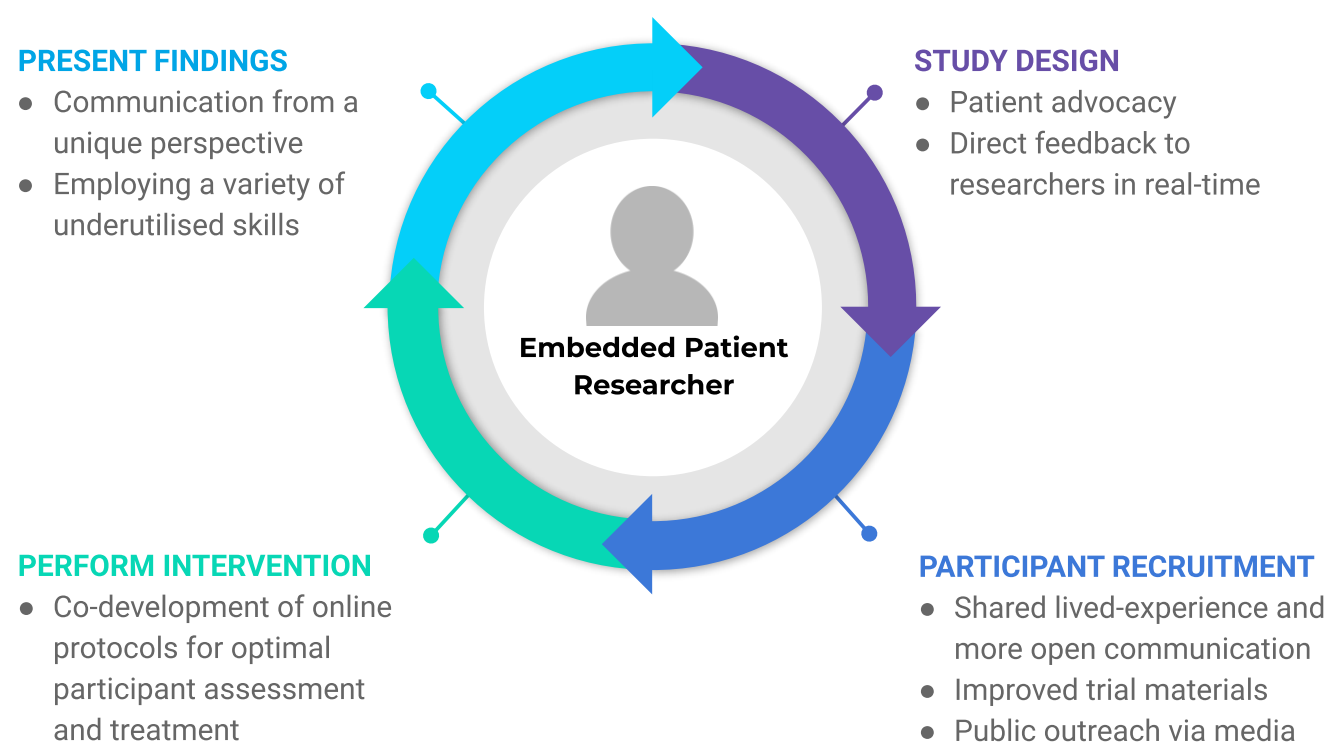 PRESENT FINDINGS
● Communication from a
unique perspective
● Employing a variety of
underutilised skills
STUDY DESIGN
● Patient advocacy
● Direct feedback to
researchers in real-time
Embedded Patient
Researcher
PERFORM INTERVENTION
● Co-development of online
protocols for optimal
participant assessment
and treatment
PARTICIPANT RECRUITMENT
● Shared lived-experience and
more open communication
● Improved trial materials
● Public outreach via media